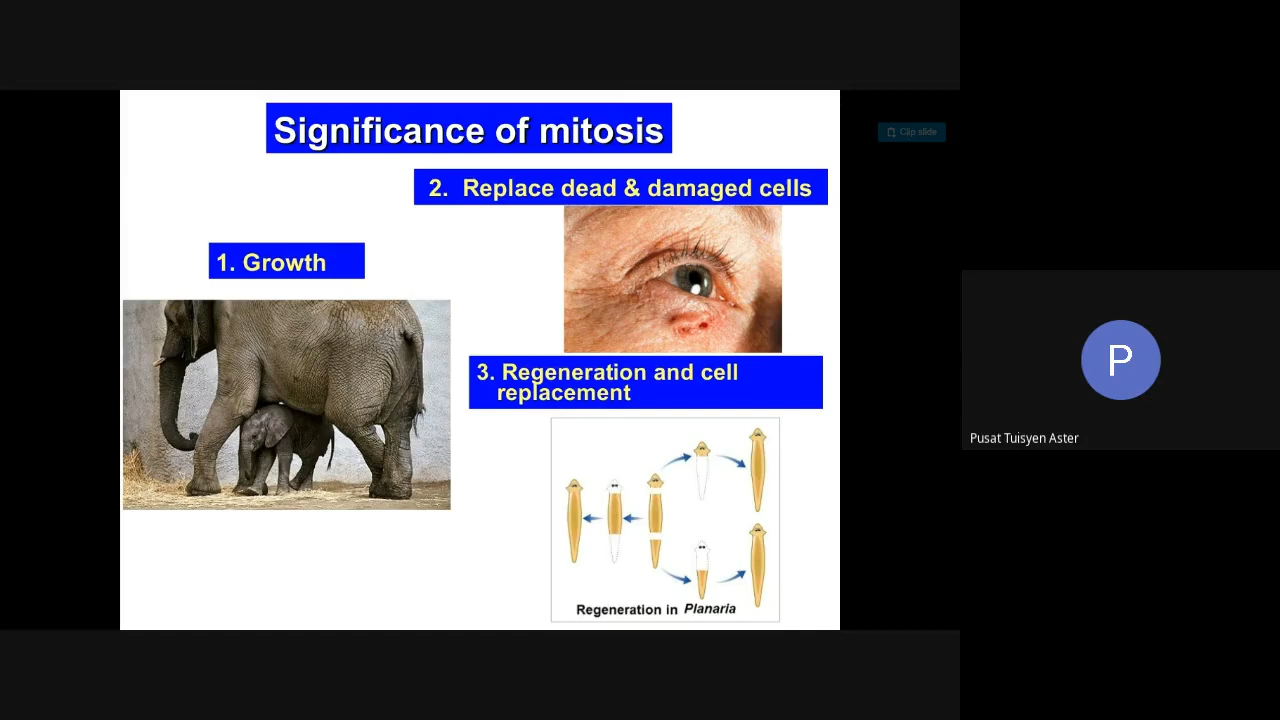 Significance of mitosis
2. Replace dead & damaged cells
1. Growth
3. Regeneration and cell
replacement
Regeneration in Planaria
Clip slide
P
Pusat Tuisyen Aster